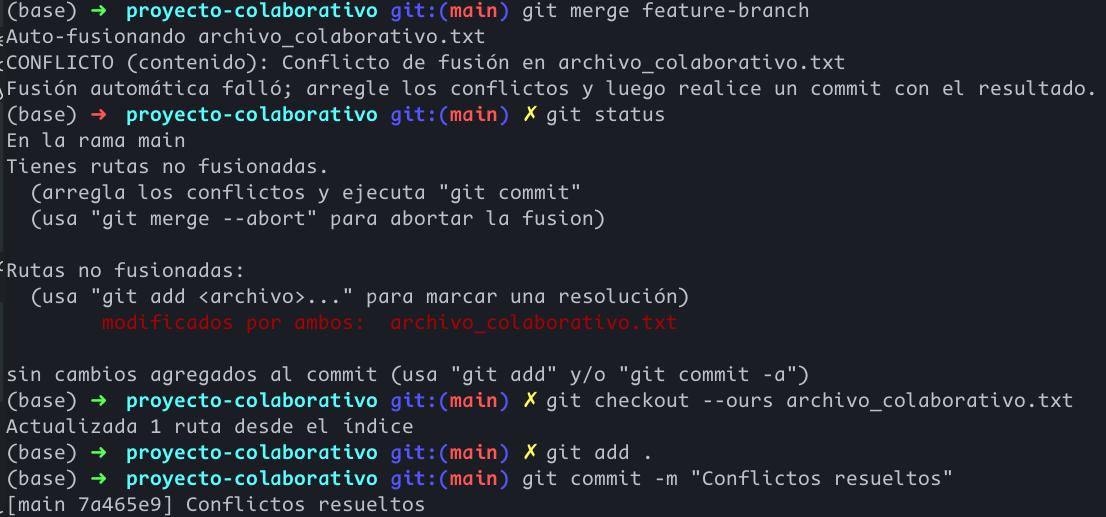 (base) ➜ proyecto-colaborativo git:(main) git merge feature-branch
Auto-fusionando archivo_colaborativo.txt
CONFLICTO (contenido): Conflicto de fusión en archivo_colaborativo.txt
Fusión automática falló; arregle los conflictos y luego realice un commit con el resultado.
(base) ➜ proyecto-colaborativo git:(main) ✗ git status
En la rama main
Tienes rutas no fusionadas.
(arregla los conflictos y ejecuta "git commit"
(usa "git merge --abort" para abortar la fusion)
Rutas no fusionadas:
(usa "git add <archivo>..." para marcar una resolución)
modificados por ambos: archivo_colaborativo.txt
sin cambios agregados al commit (usa "git add" y/o "git commit -a")
(base) ➜ proyecto-colaborativo git:(main) ✗ git checkout --ours archivo_colaborativo.txt
Actualizada 1 ruta desde el índice
(base) ➜ proyecto-colaborativo git:(main) ✗ git add .
(base) ➜ proyecto-colaborativo git:(main) git commit -m "Conflictos resueltos"
[main 7a465e9] Conflictos resueltos